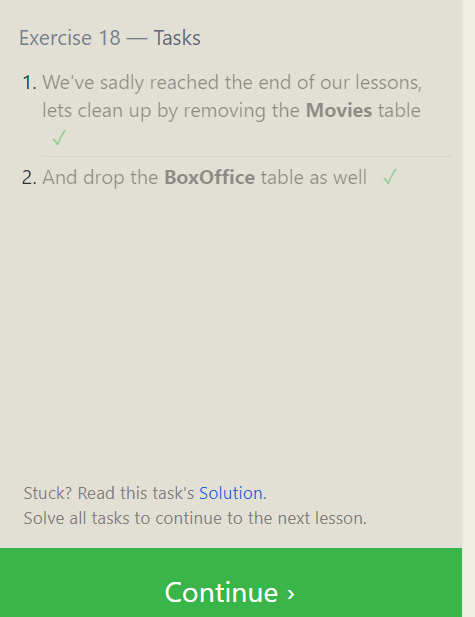 Exercise 18 — Tasks
1. We've sadly reached the end of our lessons,
lets clean up by removing the Movies table
✓
2. And drop the BoxOffice table as well ✓
Stuck? Read this task's Solution.
Solve all tasks to continue to the next lesson.
Continue ›